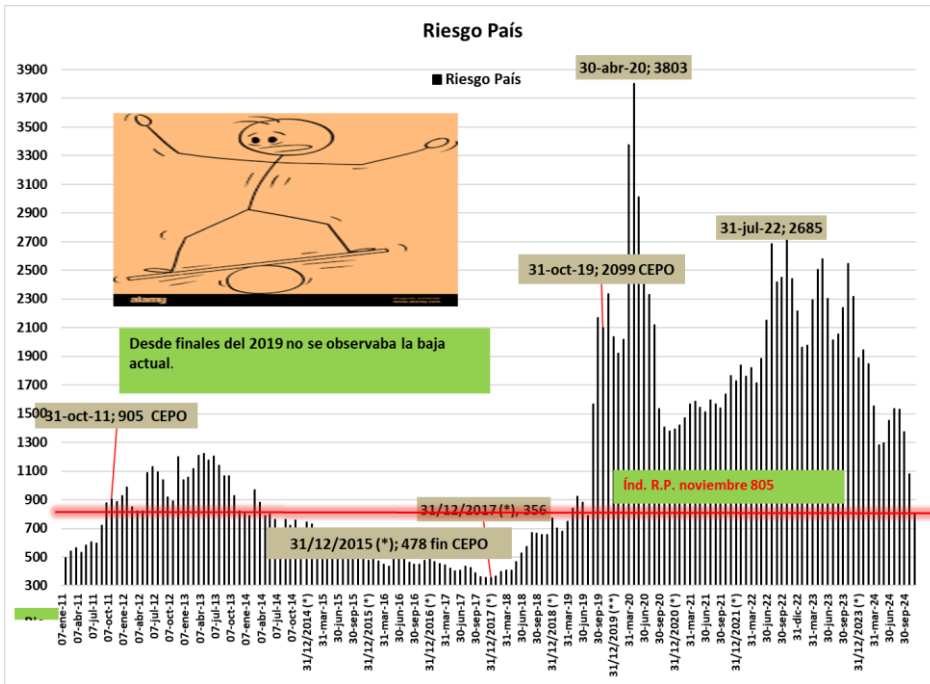 Riesgo País
30-abr-20; 3803
Riesgo País
3900
3700
3500
3300
3100
2900
2700
2500
2300
2100
1900
1700
1500
1300
1100
900
700
500
300
31-jul-22; 2685
31-oct-19; 2099 CEPO
alamy
Desde finales del 2019 no se observaba la baja
actual.
31-oct-11; 905 CEPO
Índ. R.P. noviembre 805
31/12/2017 (*), 356
31/12/2015 (*); 478 fin CEPO
07-ene-11
07-abr-11
07-jul-11
07-oct-11
07-ene-12
07-abr-12
07-jul-12
07-oct-12
07-ene-13
07-abr-13
07-jul-13
07-oct-13
07-ene-14
07-abr-14
07-jul-14
07-oct-14
31/12/2014 (*)
31-mar-15
30-jun-15
30-sep-15
31/12/2015 (*)
31-mar-16
30-jun-16
30-sep-16
31/12/2016 (*)
31-mar-17
30-jun-17
30-sep-17
31/12/2017 (*)
31-mar-18
30-jun-18
30-sep-18
31/12/2018 (*)
31-mar-19
30-jun-19
30-sep-19
31/12/2019 (**)
31-mar-20
30-jun-20
30-sep-20
31/12/2020 (*)
31-mar-21
30-jun-21
30-sep-21
31/12/2021 (*)
31-mar-22
30-jun-22
30-sep-22
31-dic-22
31-mar-23
30-jun-23
30-sep-23
31/12/2023 (*)
31-mar-24
30-jun-24
30-sep-24